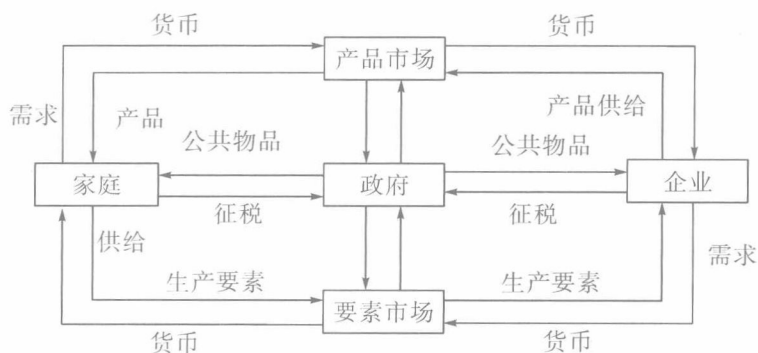 货币
货币
产品市场
需求
产品
产品供给
公共物品
公共物品
家庭
政府
企业
征税
征税
供给
需求
生产要素
生产要素
要素市场
货币
货币